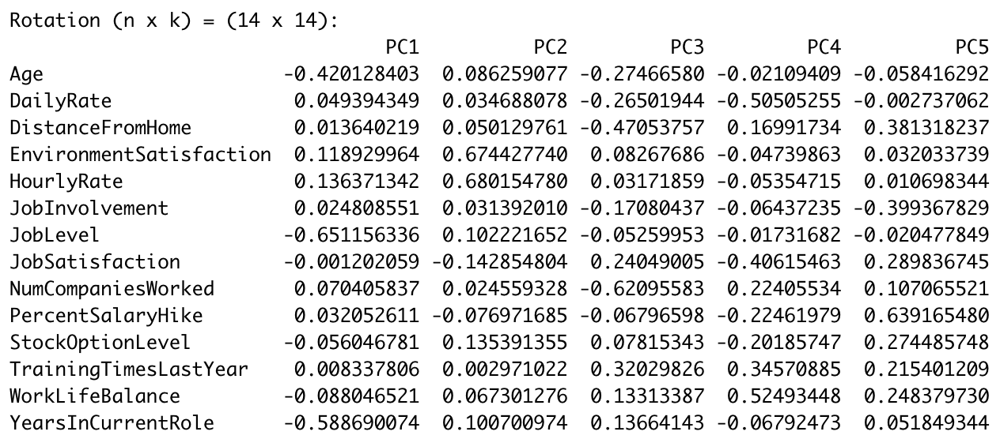 Rotation (n x k) = (14 x 14):
PC1 PC2 PC3 PC4 PC5
Age -0.420128403 0.086259077 -0.27466580 -0.02109409 -0.058416292
DailyRate 0.049394349 0.034688078 -0.26501944 -0.50505255 -0.002737062
DistanceFromHome 0.013640219 0.050129761 -0.47053757 0.16991734 0.381318237
EnvironmentSatisfaction 0.118929964 0.674427740 0.08267686 -0.04739863 0.032033739
HourlyRate 0.136371342 0.680154780 0.03171859 -0.05354715 0.010698344
JobInvolvement 0.024808551 0.031392010 -0.17080437 -0.06437235 -0.399367829
JobLevel -0.651156336 0.102221652 -0.05259953 -0.01731682 -0.020477849
JobSatisfaction -0.001202059 -0.142854804 0.24049005 -0.40615463 0.289836745
NumCompaniesWorked 0.070405837 0.024559328 -0.62095583 0.22405534 0.107065521
PercentSalaryHike 0.032052611 -0.076971685 -0.06796598 -0.22461979 0.639165480
StockOptionLevel -0.056046781 0.135391355 0.07815343 -0.20185747 0.274485748
TrainingTimesLastYear 0.008337806 0.002971022 0.32029826 0.34570885 0.215401209
WorkLifeBalance -0.088046521 0.067301276 0.13313387 0.52493448 0.248379730
YearsInCurrentRole -0.588690074 0.100700974 0.13664143 -0.06792473 0.051849344